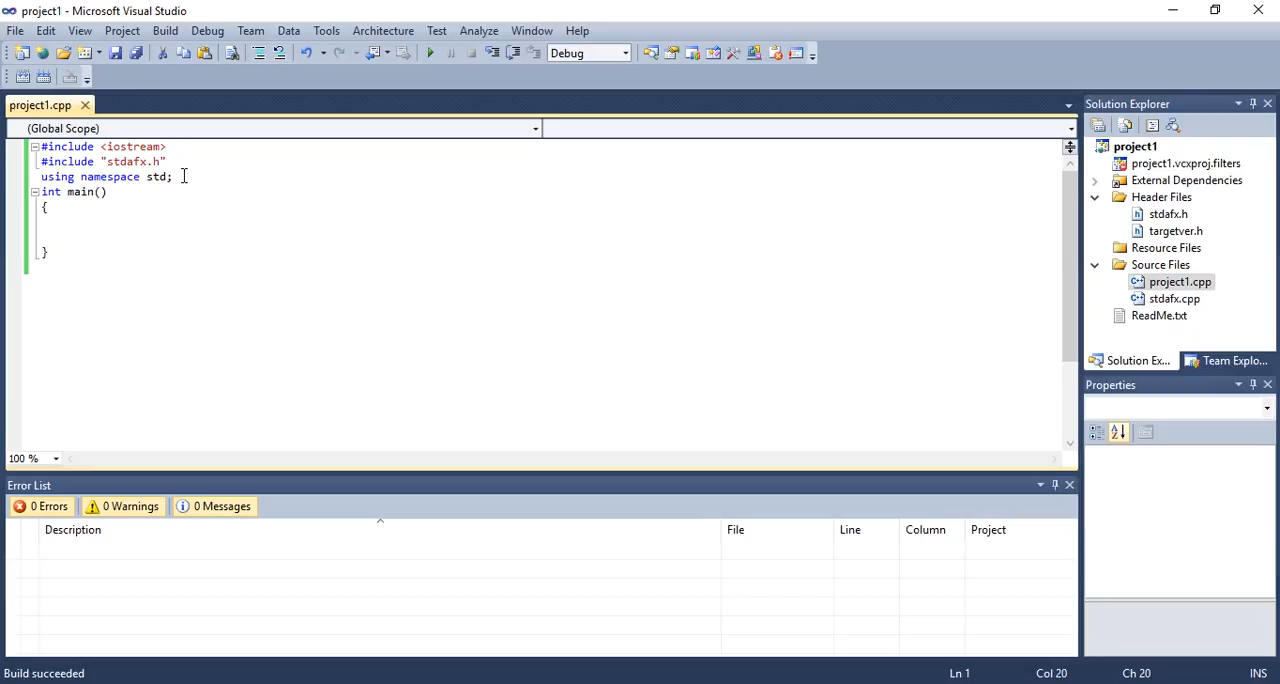 project1 - Microsoft Visual Studio
File Edit View Project Build Debug Team Data Tools Architecture Test Analyze Window Help
Debug
project1.cpp
(Global Scope)
#include <iostream>
#include "stdafx.h"
using namespace std;
int main()
{
}
100 %
Solution Explorer
project1
project1.vcxproj.filters
External Dependencies
Header Files
stdafx.h
targetver.h
Resource Files
Source Files
project1.cpp
stdafx.cpp
ReadMe.txt
Solution Ex... Team Explo...
Properties
Error List
0 Errors 0 Warnings 0 Messages
Description File Line Column Project
Build succeeded Ln 1 Col 20 Ch 20 INS